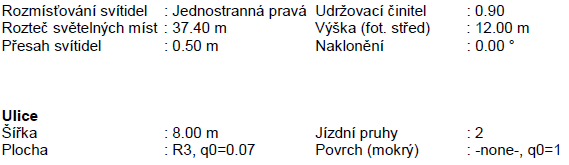 Rozmísťování svítidel : Jednostranná pravá Udržovací činitel : 0.90
Rozteč světelných míst : 37.40 m Výška (fot. střed) : 12.00 m
Přesah svítidel : 0.50 m Naklonění : 0.00 °
Ulice
Šířka : 8.00 m Jízdní pruhy : 2
Plocha : R3, q0=0.07 Povrch (mokrý) : -none-, q0=1